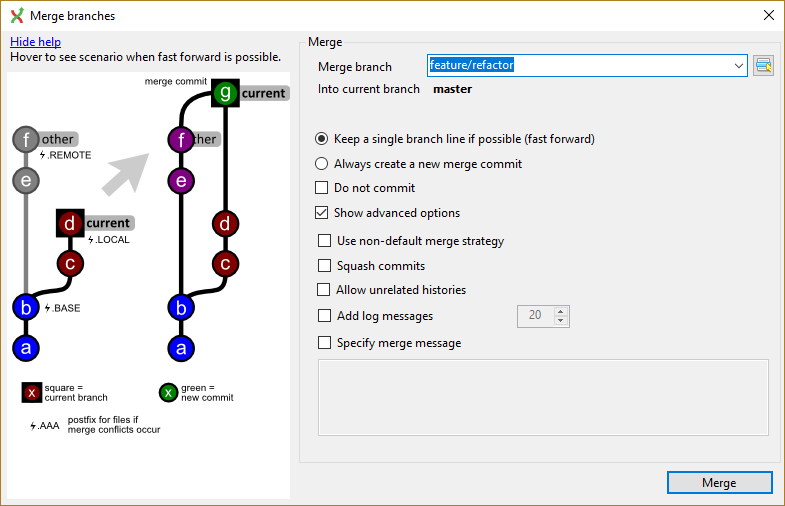 Merge branches
Hide help
Hover to see scenario when fast forward is possible.
merge commit
g current
f other
f ther
.REMOTE
e
e
d current
d
.LOCAL
c
c
b .BASE
b
a
a
x square =
current branch
x green =
new commit
.AAA postfix for files if
merge conflicts occur
Merge
Merge branch feature/refactor
Into current branch master
Keep a single branch line if possible (fast forward)
Always create a new merge commit
Do not commit
Show advanced options
Use non-default merge strategy
Squash commits
Allow unrelated histories
Add log messages 20
Specify merge message
Merge